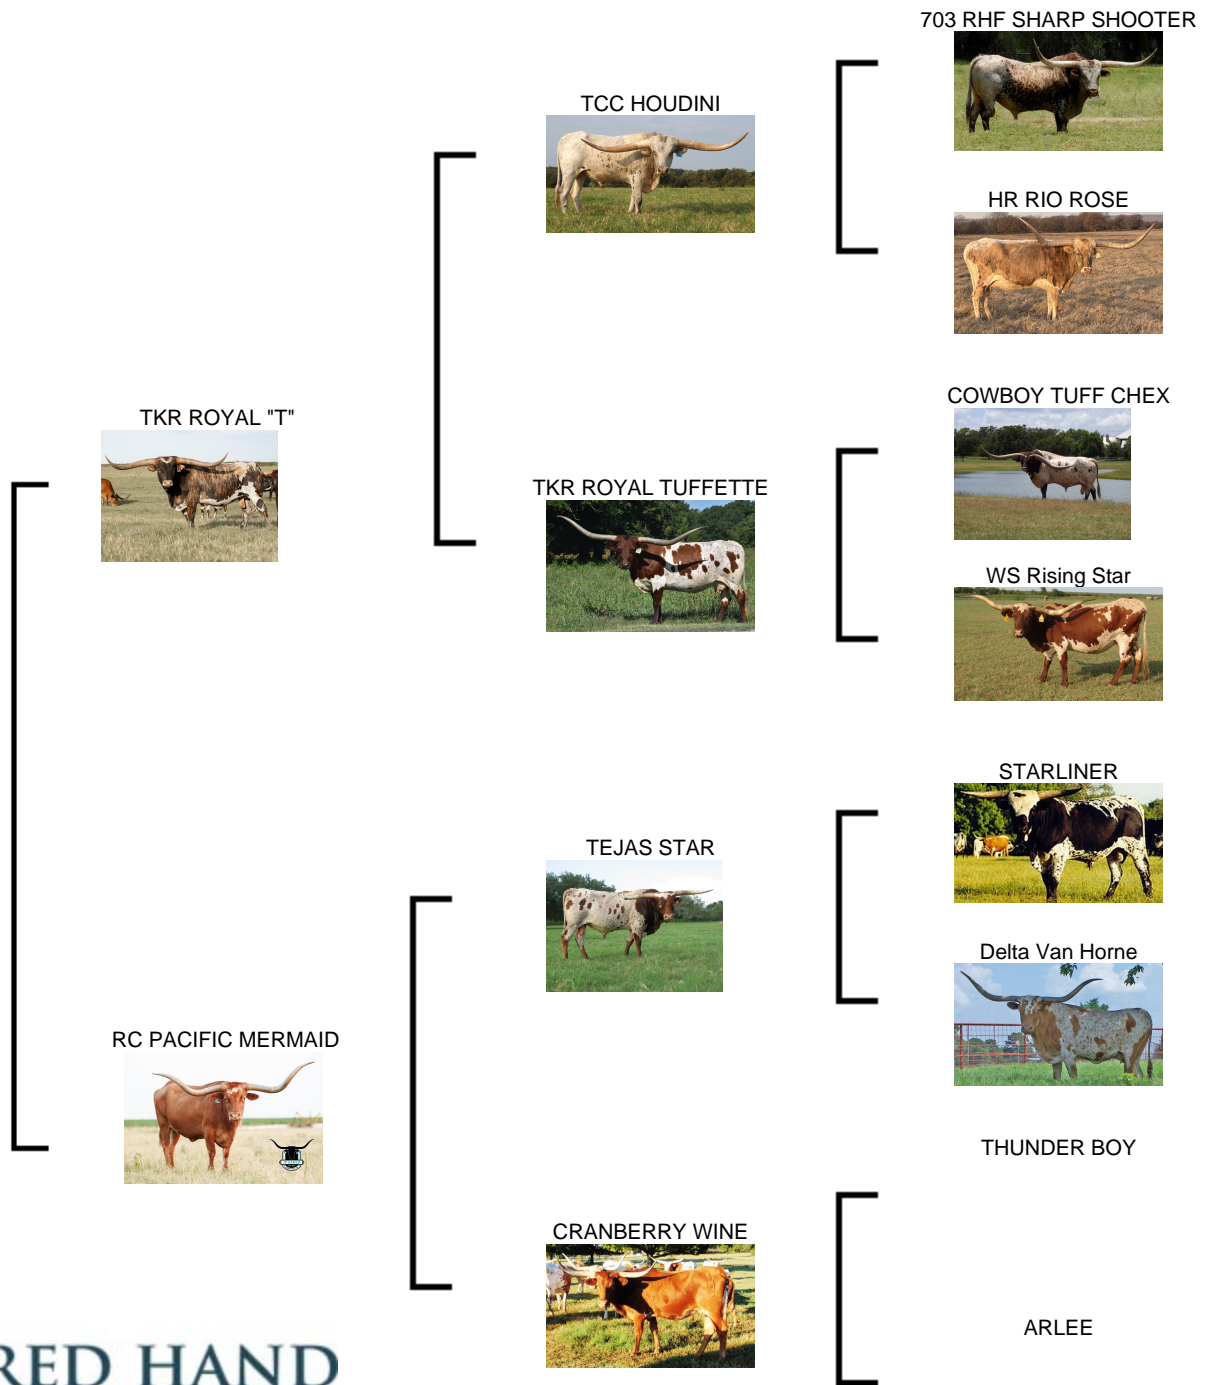 703 RHF SHARP SHOOTER
TCC HOUDINI
HR RIO ROSE
COWBOY TUFF CHEX
TKR ROYAL "T"
TKR ROYAL TUFFETTE
WS Rising Star
STARLINER
TEJAS STAR
Delta Van Horne
RC PACIFIC MERMAID
THUNDER BOY
CRANBERRY WINE
ARLEE
RED HAND